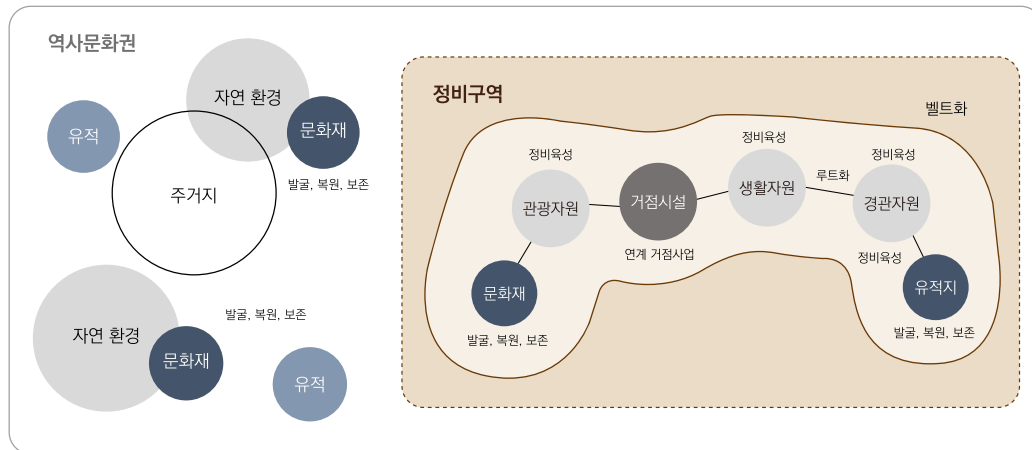 역사문화권
자연 환경
유적
문화재
발굴, 복원, 보존
주거지
자연 환경
발굴, 복원, 보존
문화재
유적
정비구역
벨트화
정비육성
관광자원
거점시설
연계 거점사업
정비육성
생활자원
루트화
정비육성
경관자원
정비육성
문화재
발굴, 복원, 보존
유적지
발굴, 복원, 보존